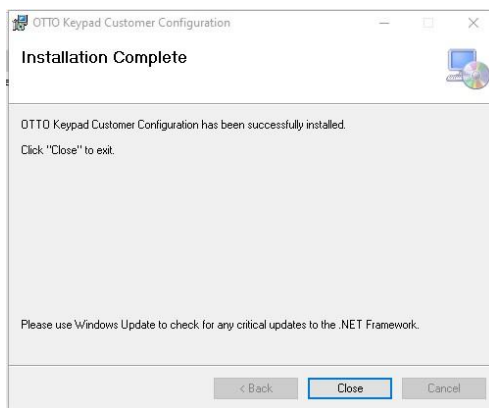 OTTO Keypad Customer Configuration
Installation Complete
OTTO Keypad Customer Configuration has been successfully installed.
Click "Close" to exit.
Please use Windows Update to check for any critical updates to the .NET Framework.
< Back
Close
Cancel